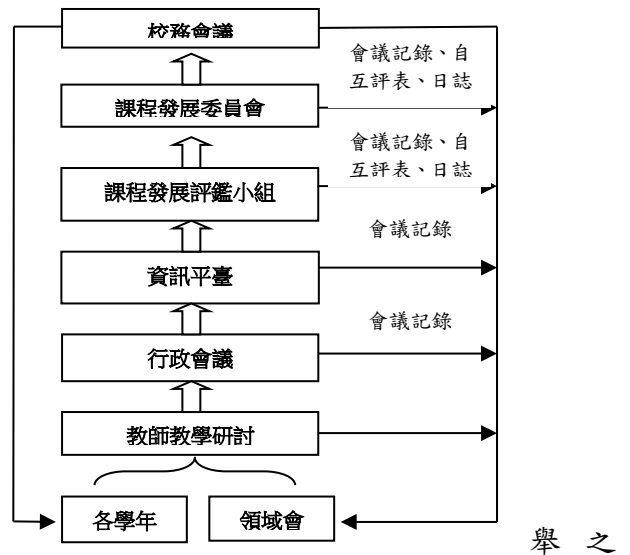 校務會議
會議記錄、自
互評表、日誌
課程發展委員會
會議記錄、自
互評表、日誌
課程發展評鑑小組
會議記錄
資訊平臺
會議記錄
行政會議
教師教學研討
各學年
領域會
舉 之